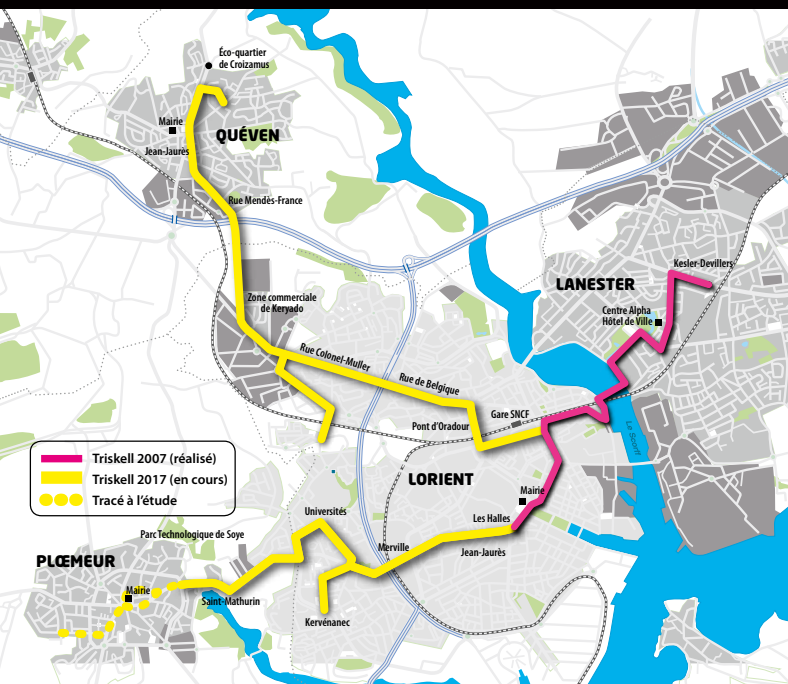 Éco-quartier
de Croizamus
Mairie
QUÉVEN
Jean-Jaurès
Rue Mendès-France
Kesler-Devillers
LANESTER
Zone commerciale
de Keryado
Centre Alpha
Hôtel de Ville
Rue Colonel-Muller
Rue de Belgique
Gare SNCF
Pont d'Oradour
Le Scorff
Triskell 2007 (réalisé)
Triskell 2017 (en cours)
Tracé à l'étude
LORIENT
Mairie
Universités
Les Halles
Parc Technologique de Soye
Merville
Jean-Jaurès
PLŒMEUR
Mairie
Saint-Mathurin
Kervénanec